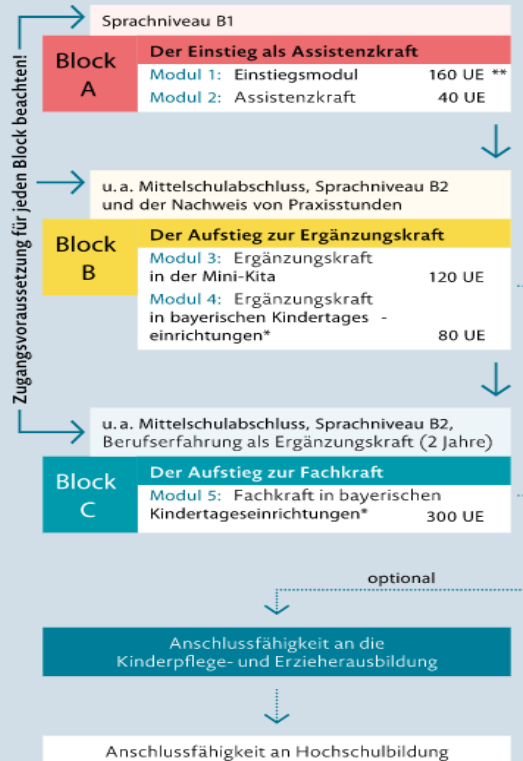 Zugangsvoraussetzung für jeden Block beachten!
Sprachniveau B1
Block
A
Der Einstieg als Assistenzkraft
Modul 1: Einstiegsmodul 160 UE **
Modul 2: Assistenzkraft 40 UE
u. a. Mittelschulabschluss, Sprachniveau B2
und der Nachweis von Praxisstunden
Block
B
Der Aufstieg zur Ergänzungskraft
Modul 3: Ergänzungskraft
in der Mini-Kita 120 UE
Modul 4: Ergänzungskraft
in bayerischen Kindertages -
einrichtungen* 80 UE
u. a. Mittelschulabschluss, Sprachniveau B2,
Berufserfahrung als Ergänzungskraft (2 Jahre)
Block
C
Der Aufstieg zur Fachkraft
Modul 5: Fachkraft in bayerischen
Kindertageseinrichtungen* 300 UE
optional
Anschlussfähigkeit an die
Kinderpflege- und Erzieherausbildung
Anschlussfähigkeit an Hochschulbildung